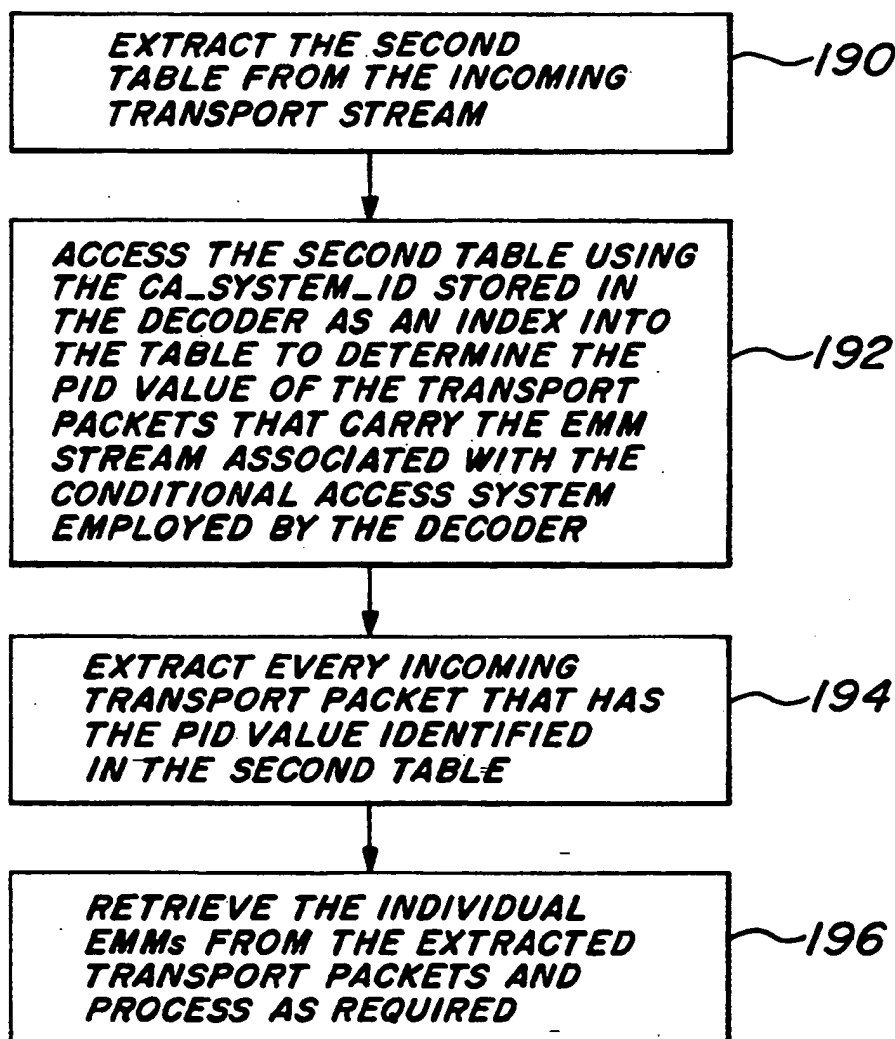 EXTRACT THE SECOND
TABLE FROM THE INCOMING
TRANSPORT STREAM
190
ACCESS THE SECOND TABLE USING
THE CA_SYSTEM_ID STORED IN
THE DECODER AS AN INDEX INTO
THE TABLE TO DETERMINE THE
PID VALUE OF THE TRANSPORT
PACKETS THAT CARRY THE EMM
STREAM ASSOCIATED WITH THE
CONDITIONAL ACCESS SYSTEM
EMPLOYED BY THE DECODER
192
EXTRACT EVERY INCOMING
TRANSPORT PACKET THAT HAS
THE PID VALUE IDENTIFIED
IN THE SECOND TABLE
194
RETRIEVE THE INDIVIDUAL
EMMs FROM THE EXTRACTED
TRANSPORT PACKETS AND
PROCESS AS REQUIRED
196